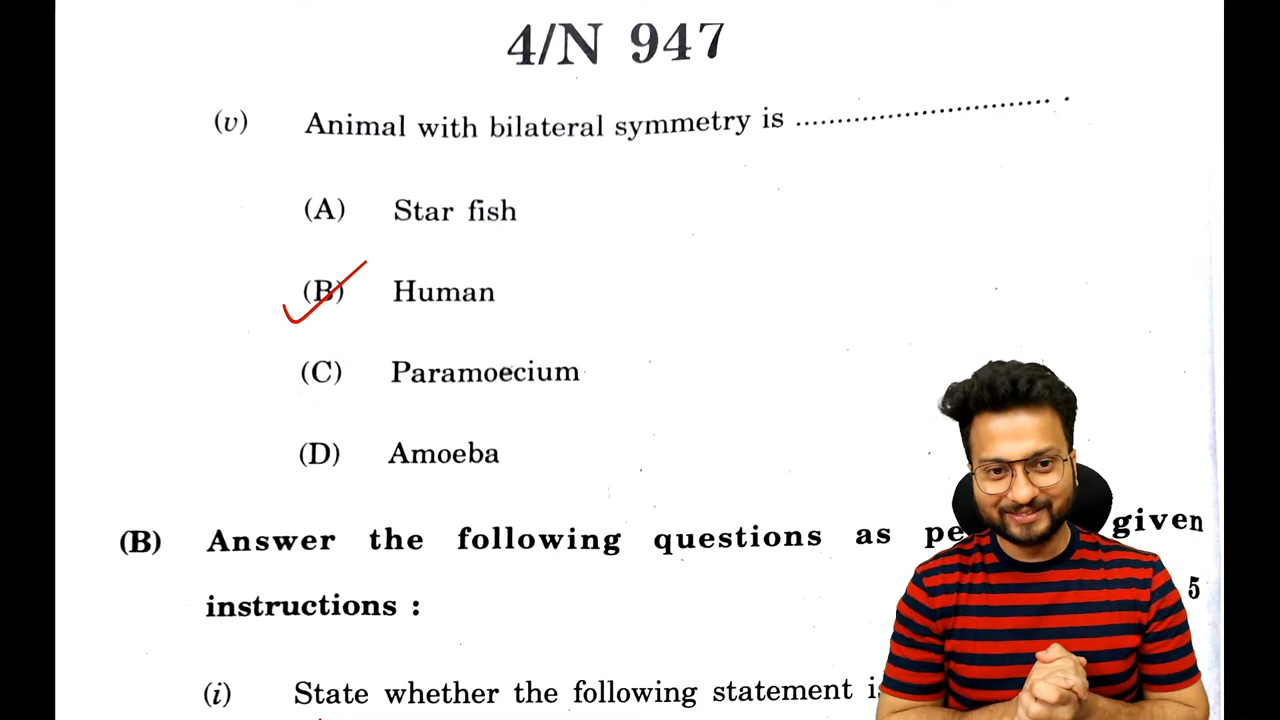 4/N 947
(v) Animal with bilateral symmetry is .................................... .
(A) Star fish
(B) Human
(C) Paramoecium
(D) Amoeba
(B) Answer the following questions as given
instructions : 5
(i) State whether the following statement